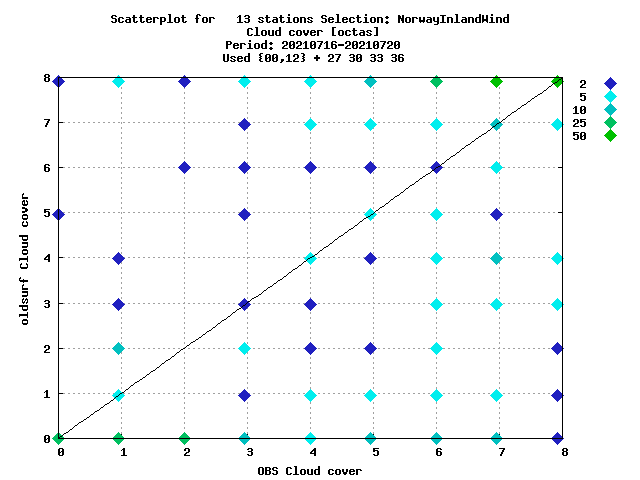 Scatterplot for   13 stations Selection: NorwayInlandWind
Cloud cover [octas]
Period: 20210716-20210720
Used {00,12} + 27 30 33 36
8
7
6
5
4
3
2
1
0
oldsurf Cloud cover
0 1 2 3 4 5 6 7 8
OBS Cloud cover
2
5
10
25
50